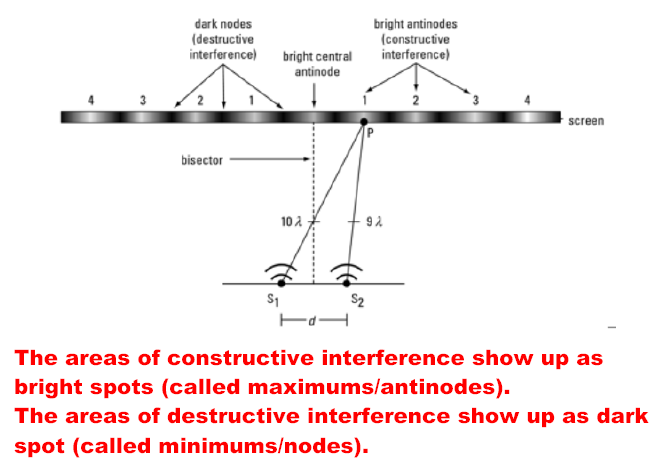 dark nodes
(destructive
interference)
bright central
antinode
bright antinodes
(constructive
interference)
4 3 2 1 1 2 3 4
screen
P
bisector
10 λ
9 λ
S1
S2
d
The areas of constructive interference show up as
bright spots (called maximums/antinodes).
The areas of destructive interference show up as dark
spot (called minimums/nodes).